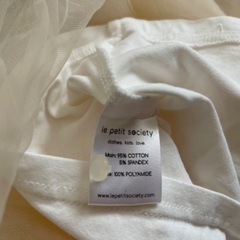 le petit society
clothes. kids. love
Main: 95% COTTON
5% SPANDEX
100% POLYAMIDE
www.lepetitsociety.com